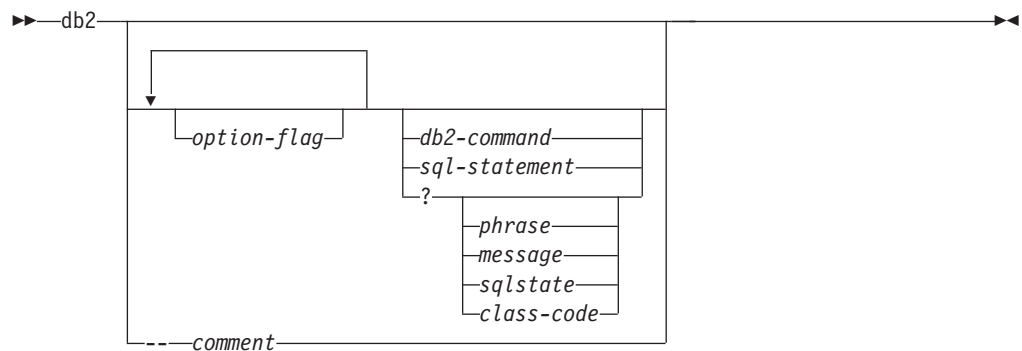 db2
option-flag
db2-command
sql-statement
?
phrase
message
sqlstate
class-code
-- comment